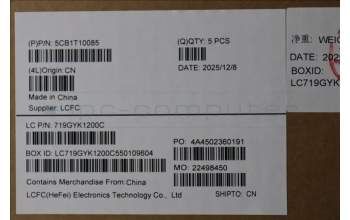 (P)P/N: 5CB1T10085
(Q)QTY: 5 PCS
(4L)Origin: CN
DATE: 2025/12/8
Made in China
Supplier: LCFC
净重:
DATE: 202
BOXID:
LC719GYK1200
LC P/N: 719GYK1200C
PO: 4A4502360191
BOX ID: LC719GYK1200C550109604
MO: 22498450
Contains Merchandise From:China
LCFC(HeFei) Electronics Technology Co., Ltd
SHIPTO: CN